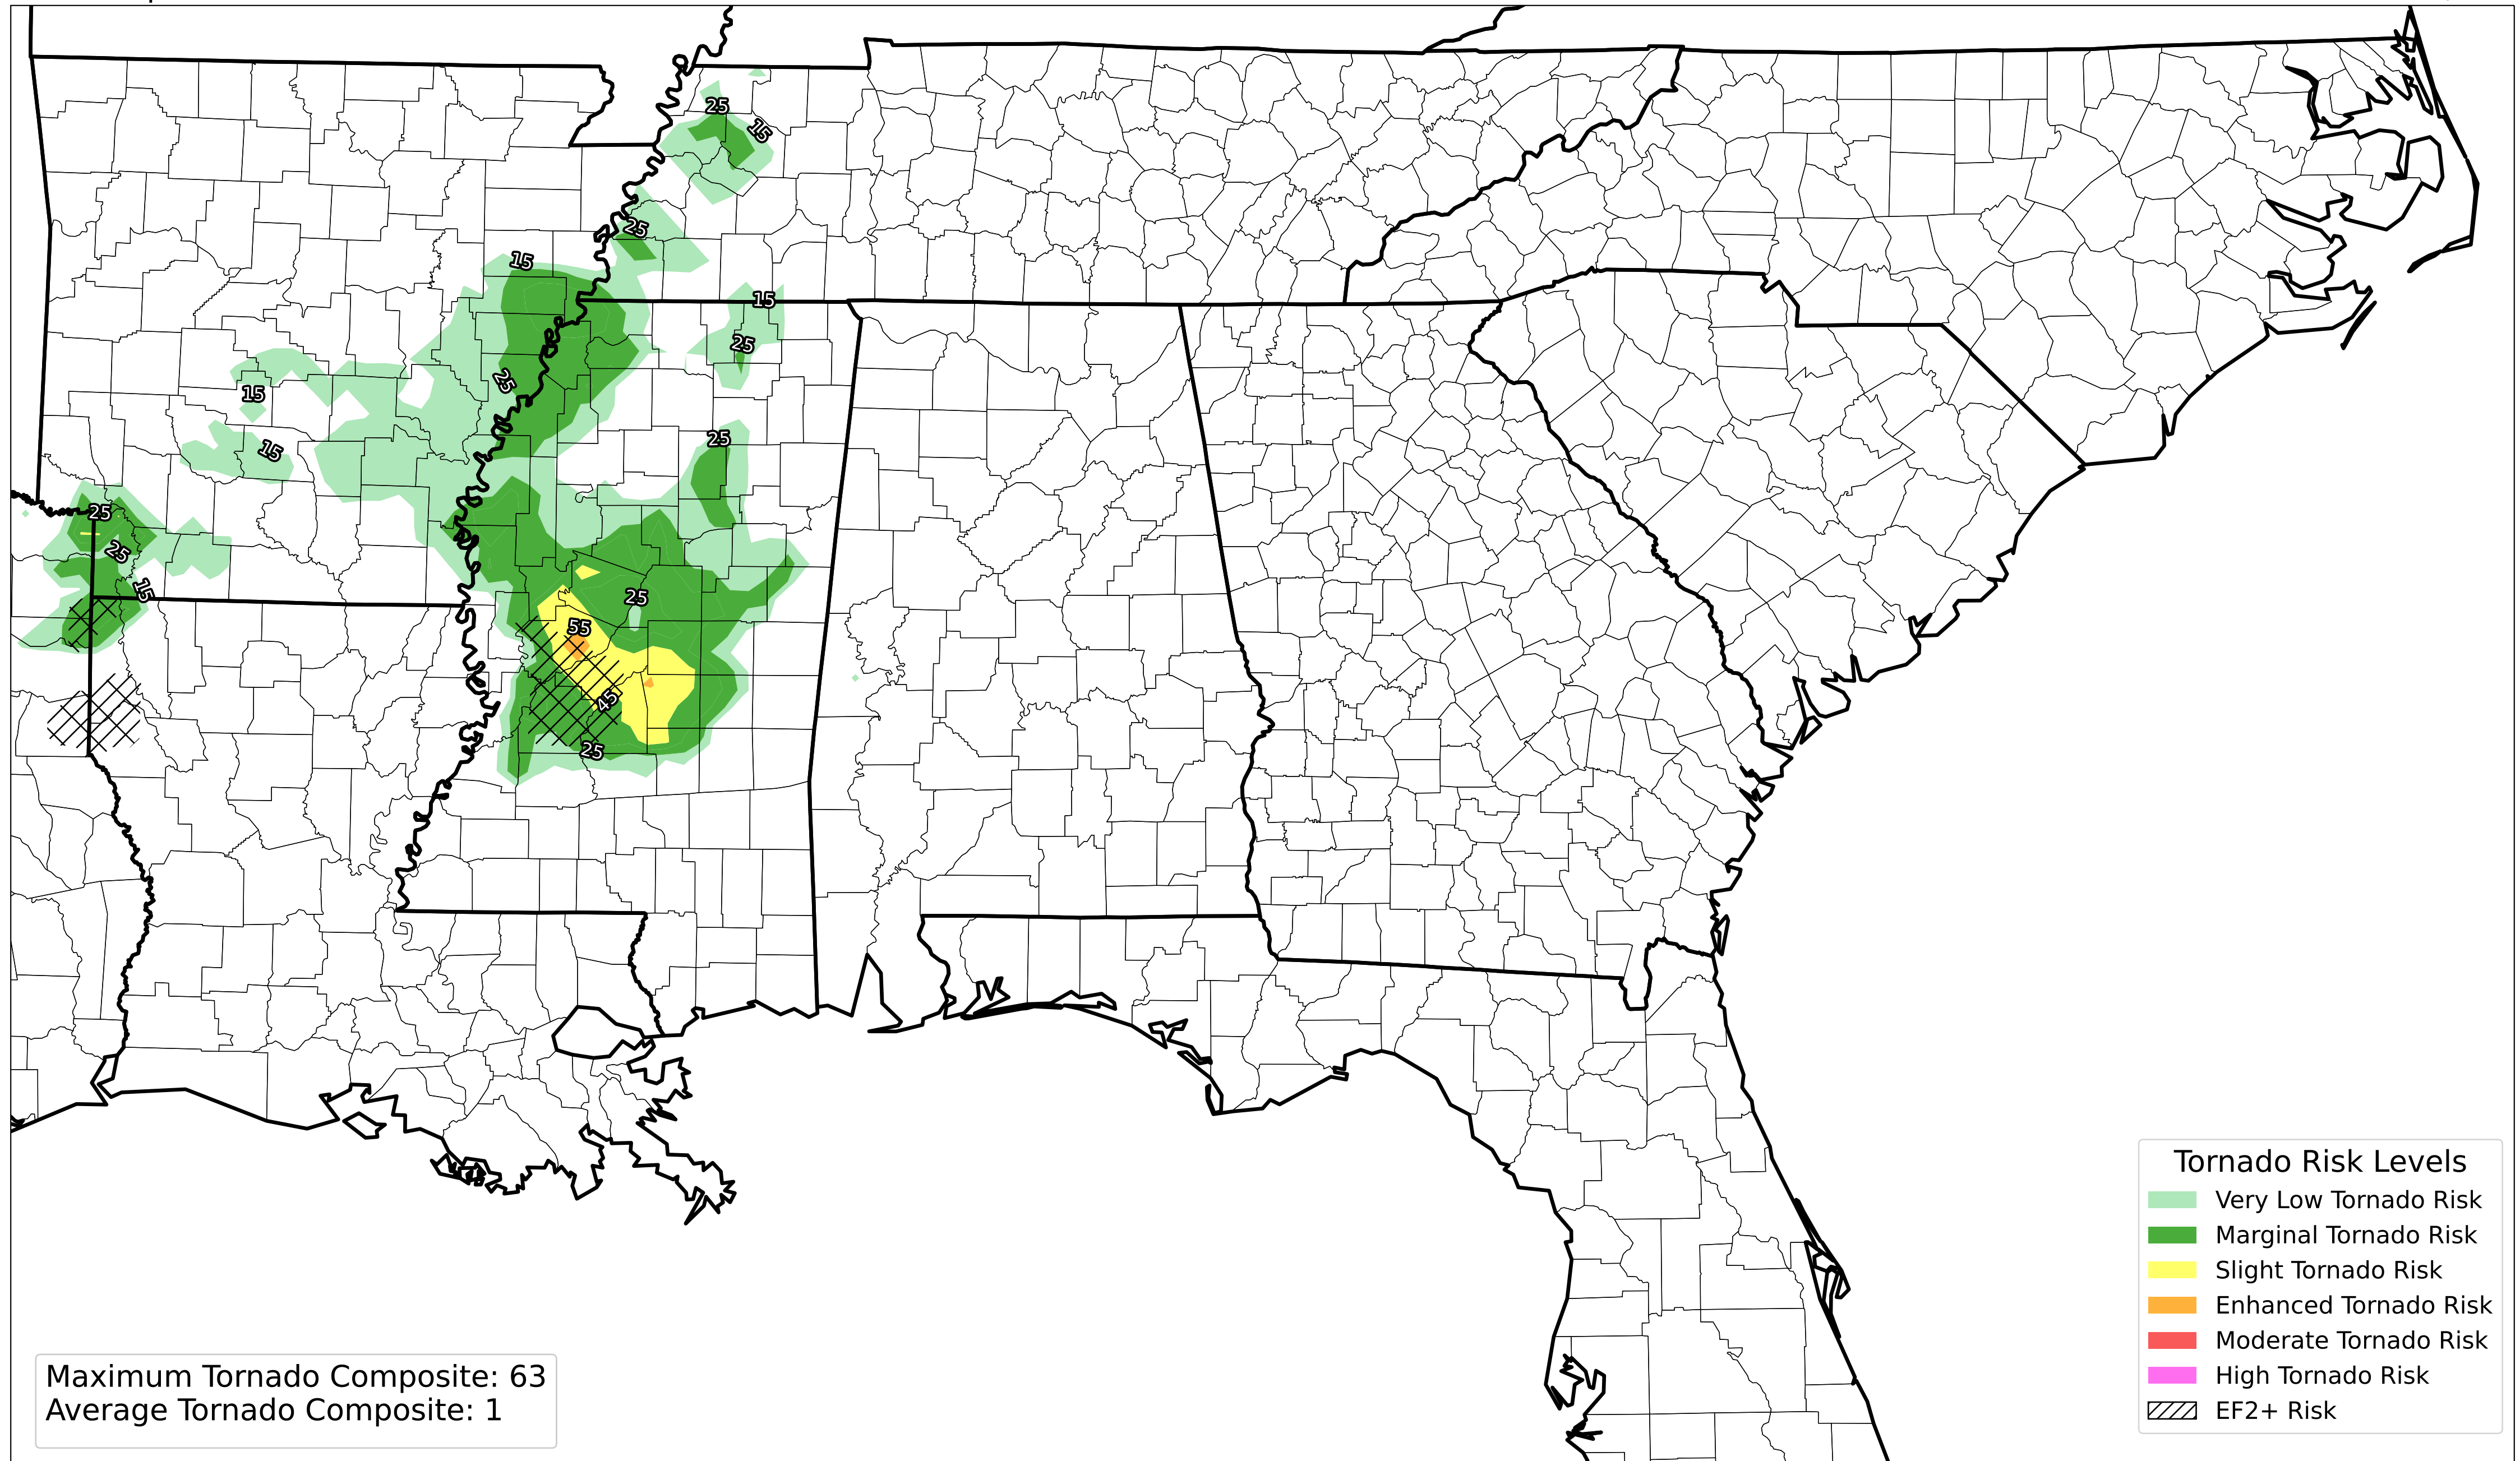 25
15
25
15
15
25
25
15
25
15
25
25
15
25
55
45
25
Tornado Risk Levels
Very Low Tornado Risk
Marginal Tornado Risk
Slight Tornado Risk
Enhanced Tornado Risk
Moderate Tornado Risk
High Tornado Risk
EF2+ Risk
Maximum Tornado Composite: 63
Average Tornado Composite: 1